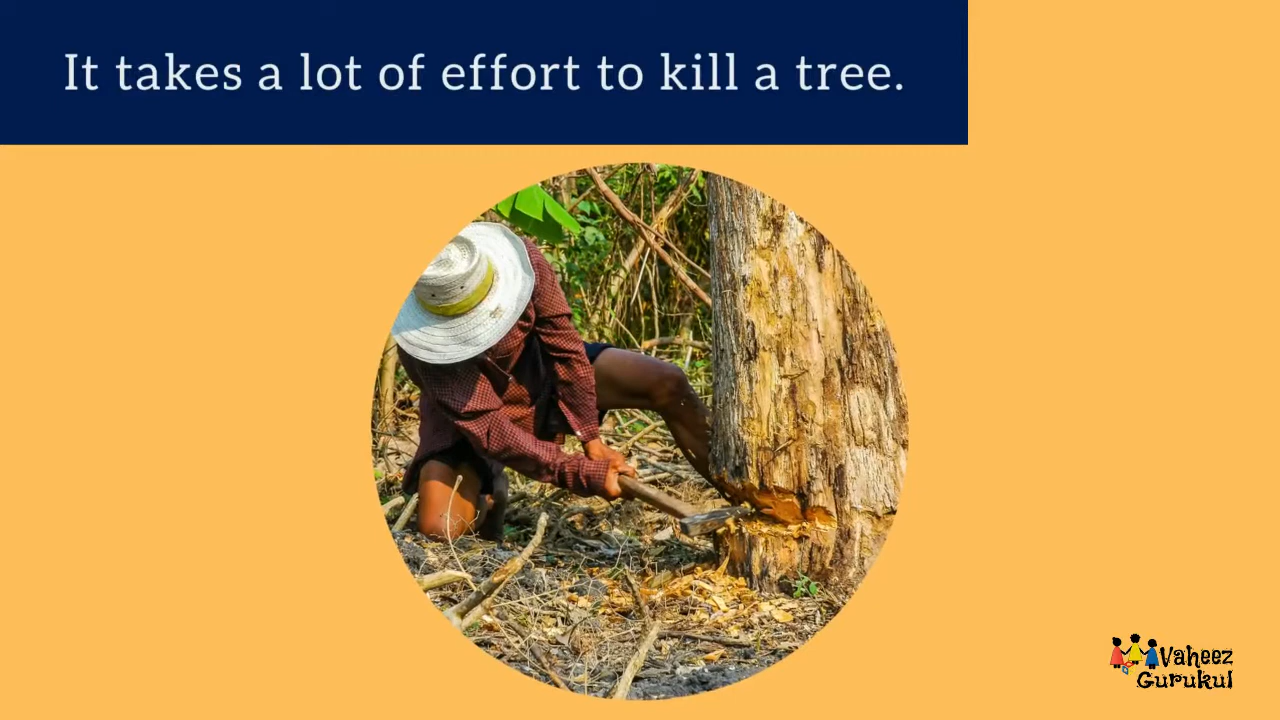 It takes a lot of effort to kill a tree.
Vaheez
Gurukul